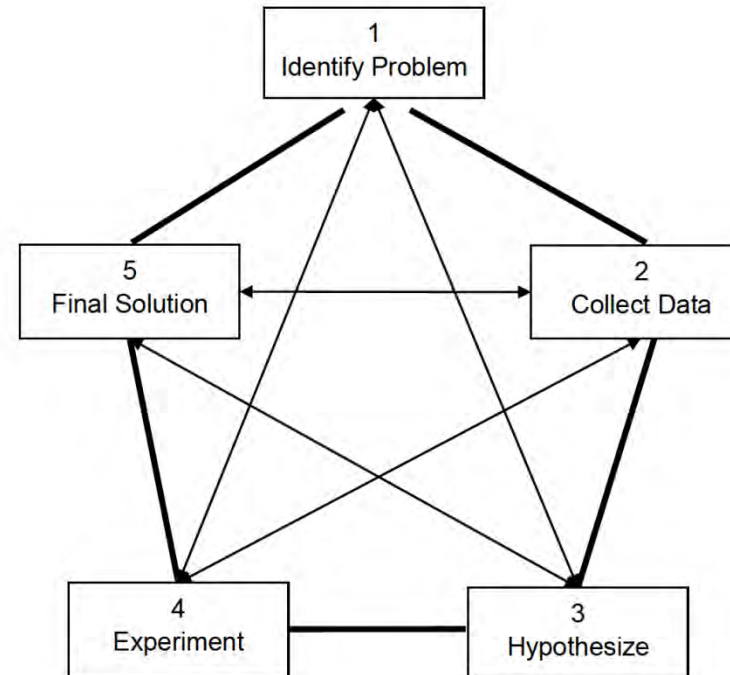 1
Identify Problem
5
Final Solution
2
Collect Data
4
Experiment
3
Hypothesize